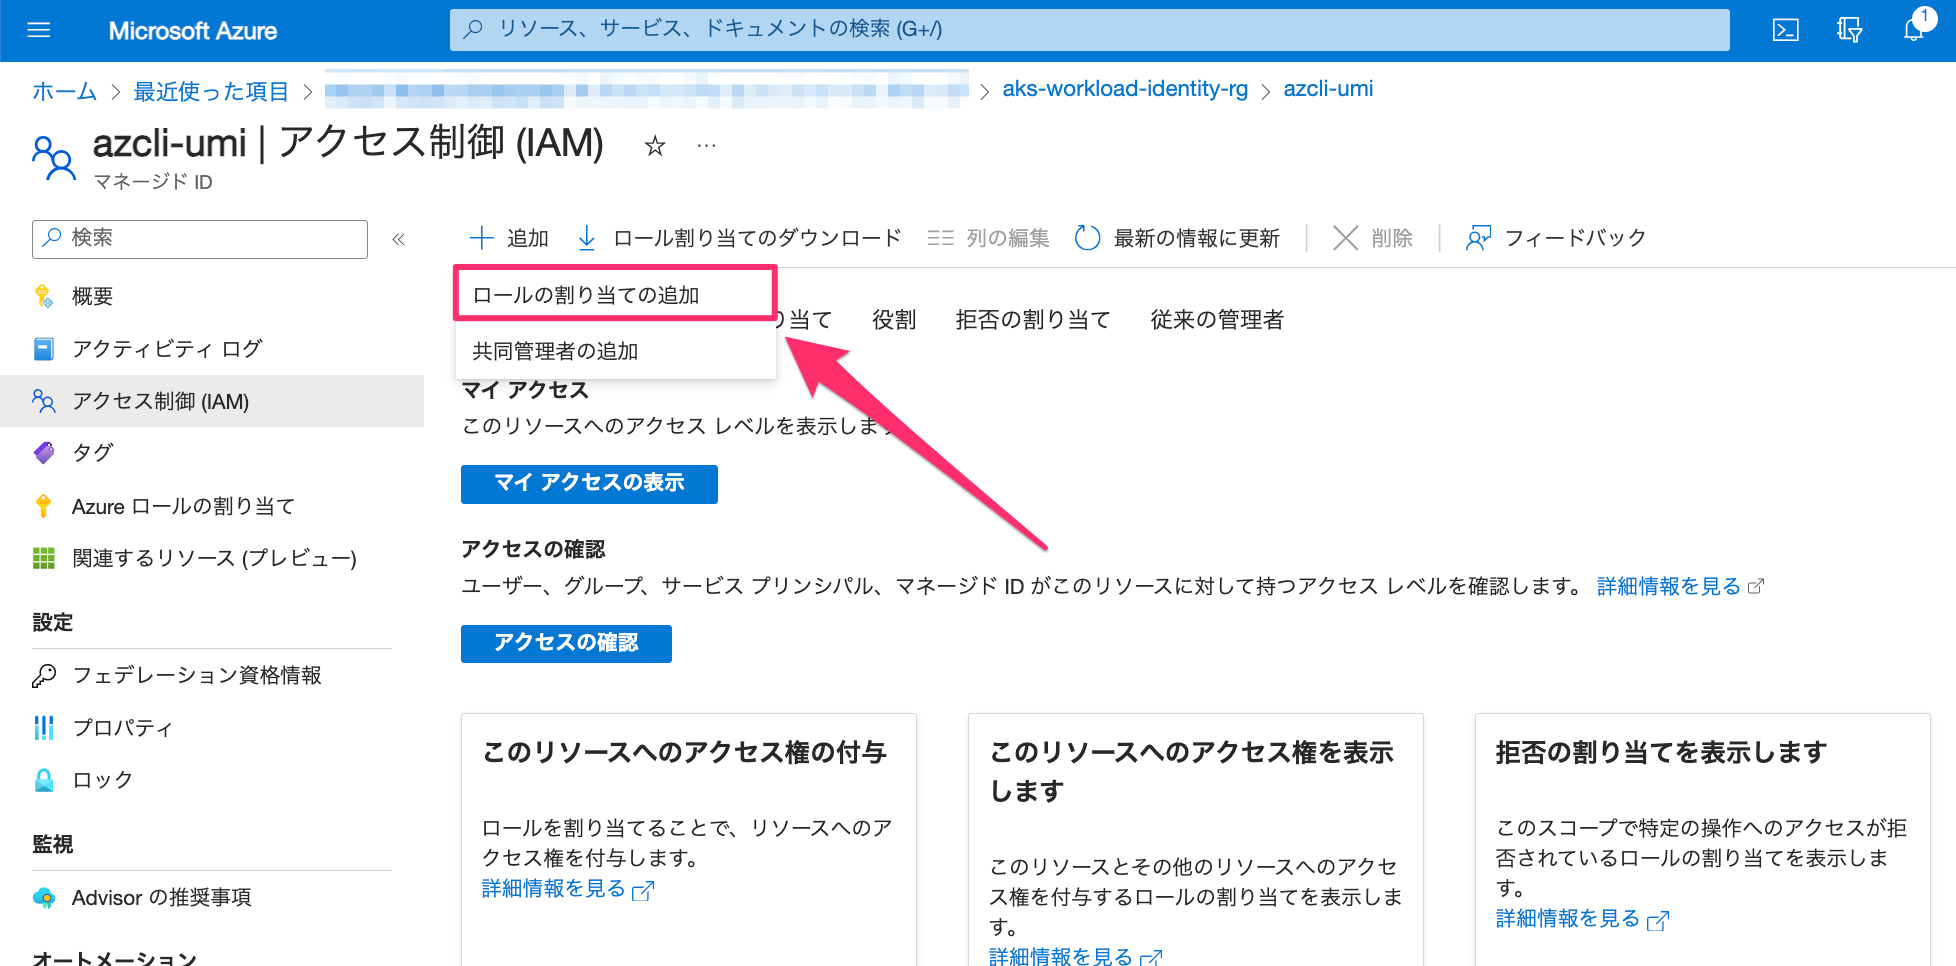 Microsoft Azure
リソース、サービス、ドキュメントの検索 (G+/)
1
ホーム > 最近使った項目 >
> aks-workload-identity-rg > azcli-umi
azcli-umi | アクセス制御 (IAM)
マネージド ID
検索
追加
ロール割り当てのダウンロード
列の編集
最新の情報に更新
削除
フィードバック
ロールの割り当ての追加
共同管理者の追加
り当て
役割
拒否の割り当て
従来の管理者
概要
アクティビティ ログ
アクセス制御 (IAM)
タグ
Azure ロールの割り当て
関連するリソース (プレビュー)
設定
フェデレーション資格情報
プロパティ
ロック
監視
Advisor の推奨事項
オートメーション
マイ アクセス
このリソースへのアクセス レベルを表示しま
マイ アクセスの表示
アクセスの確認
ユーザー、グループ、サービス プリンシパル、マネージド ID がこのリソースに対して持つアクセス レベルを確認します。 詳細情報を見る
アクセスの確認
このリソースへのアクセス権の付与
ロールを割り当てることで、リソースへのア
クセス権を付与します。
詳細情報を見る
このリソースへのアクセス権を表示
します
このリソースとその他のリソースへのアクセ
ス権を付与するロールの割り当てを表示しま
す。
詳細情報を見る
拒否の割り当てを表示します
このスコープで特定の操作へのアクセスが拒
否されているロールの割り当てを表示しま
す。
詳細情報を見る